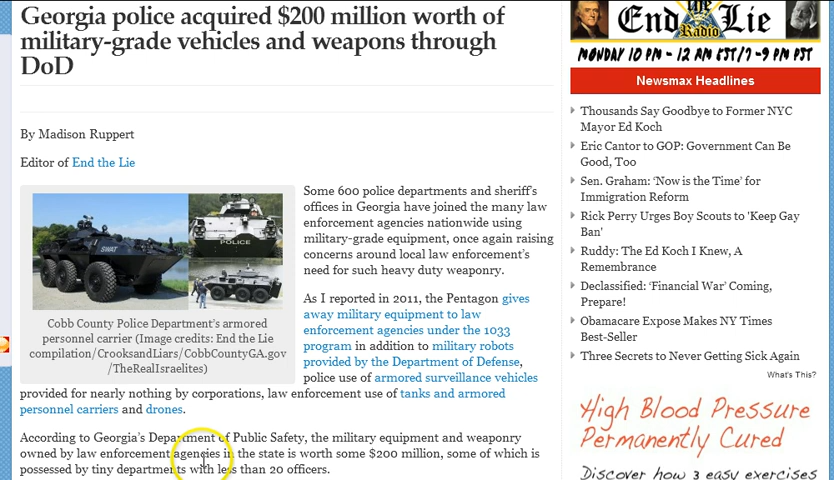 Georgia police acquired $200 million worth of
military-grade vehicles and weapons through
DoD
By Madison Ruppert
Editor of End the Lie
SWAT
POLICE
Cobb County Police Department's armored
personnel carrier (Image credits: End the Lie
compilation/CrooksandLiars/CobbCountyGA.gov
/TheRealIsraelites)
Some 600 police departments and sheriff's
offices in Georgia have joined the many law
enforcement agencies nationwide using
military-grade equipment, once again raising
concerns around local law enforcement's
need for such heavy duty weaponry.
As I reported in 2011, the Pentagon gives
away military equipment to law
enforcement agencies under the 1033
program in addition to military robots
provided by the Department of Defense,
police use of armored surveillance vehicles
provided for nearly nothing by corporations, law enforcement use of tanks and armored
personnel carriers and drones.
According to Georgia's Department of Public Safety, the military equipment and weaponry
owned by law enforcement agencies in the state is worth some $200 million, some of which is
possessed by tiny departments with less than 20 officers.
End the Lie
Radio
MONDAY 10 PM - 12 AM EST/7 -9 PM PST
Newsmax Headlines
Thousands Say Goodbye to Former NYC
Mayor Ed Koch
Eric Cantor to GOP: Government Can Be
Good, Too
Sen. Graham: 'Now is the Time' for
Immigration Reform
Rick Perry Urges Boy Scouts to 'Keep Gay
Ban'
Ruddy: The Ed Koch I Knew, A
Remembrance
Declassified: 'Financial War' Coming,
Prepare!
Obamacare Expose Makes NY Times
Best-Seller
Three Secrets to Never Getting Sick Again
What's This?
High Blood Pressure
Permanently Cured
Discover how 3 easy exercises